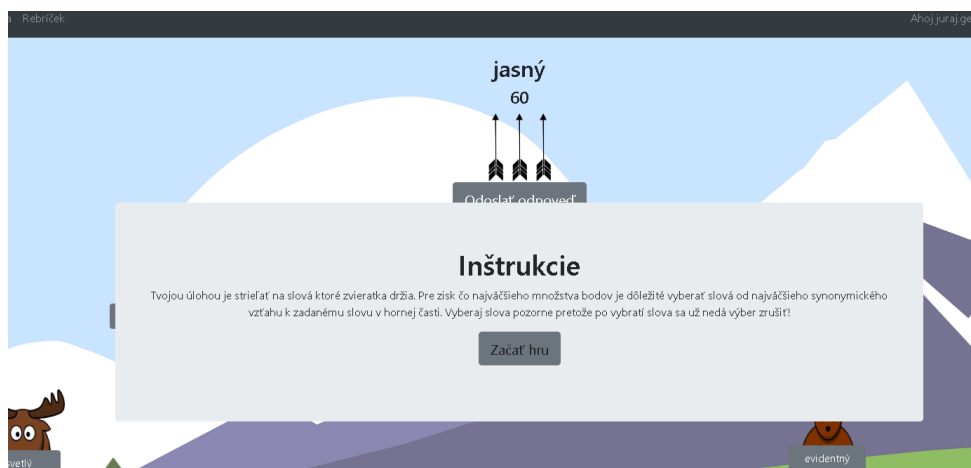 Rebríček
Ahoj juraj.ge
jasný
60
Odoslať odpoveď
Inštrukcie
Tvojou úlohou je strieľať na slová ktoré zvieratka držia. Pre zisk čo najväčšieho množstva bodov je dôležité vyberať slová od najväčšieho synonymického
vzťahu k zadanému slovu v hornej časti. Vyberaj slova pozorne pretože po vybratí slova sa už nedá výber zrušiť!
Začať hru
svetlý
evidentný